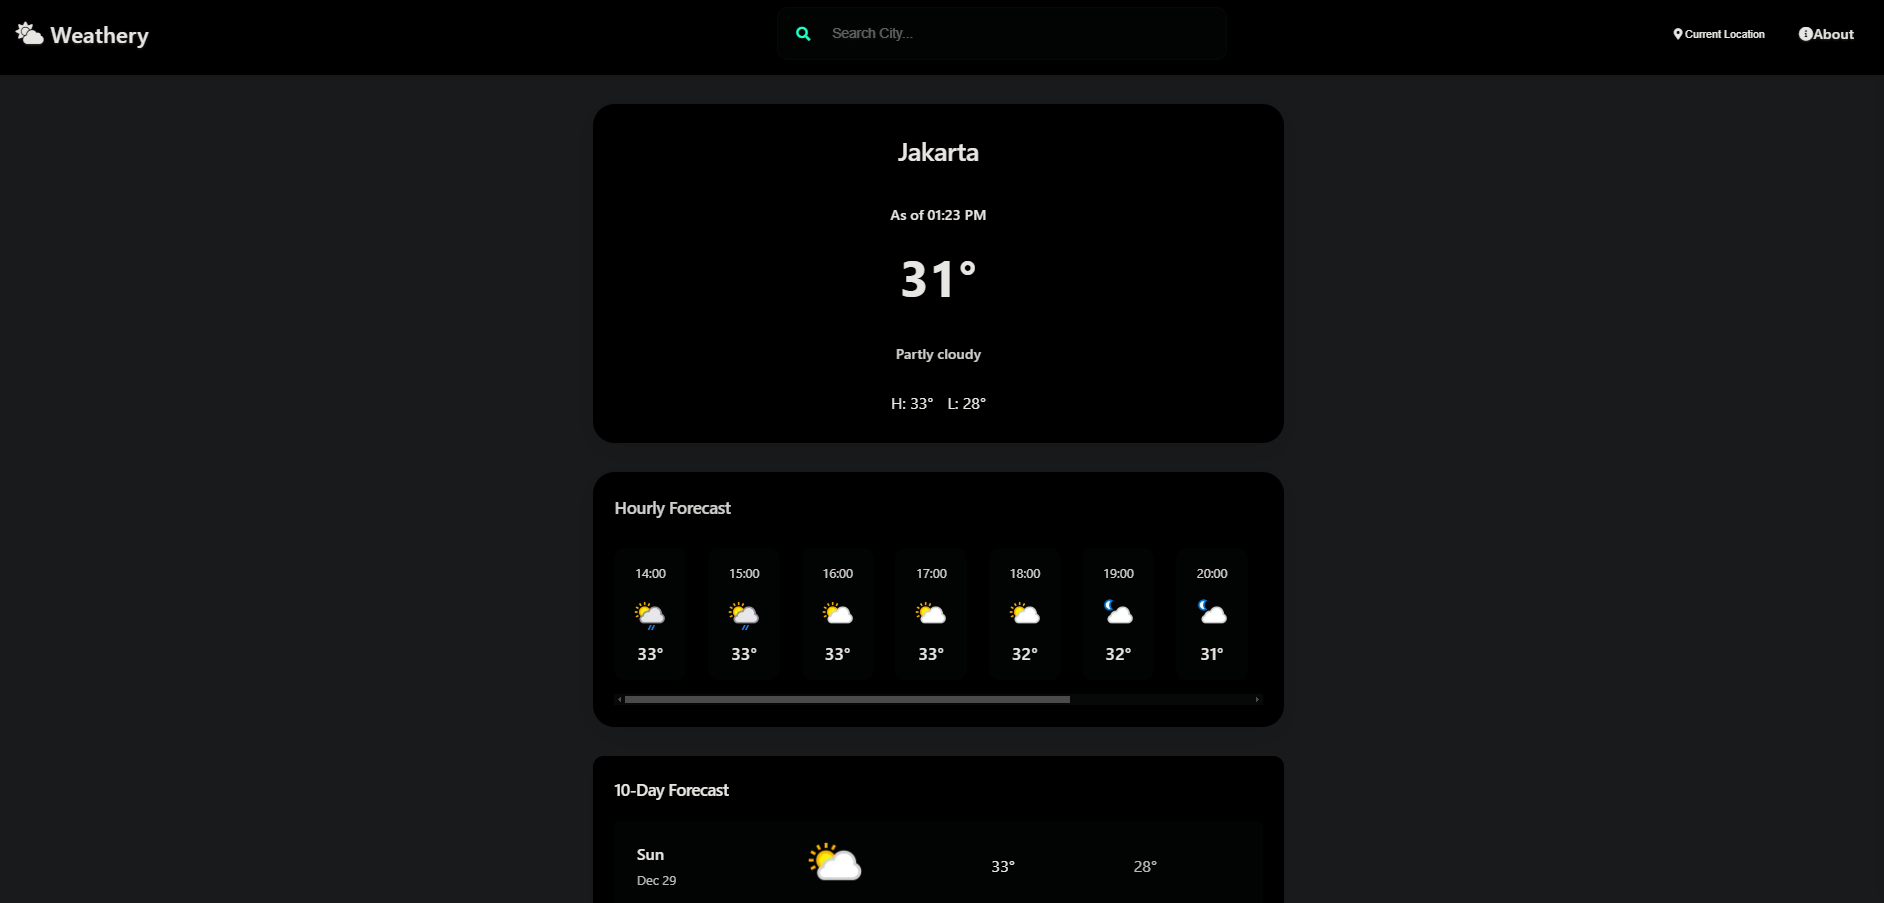 Weathery
Search City...
Current Location
About
Jakarta
As of 01:23 PM
31°
Partly cloudy
H: 33° L: 28°
Hourly Forecast
14:00 15:00 16:00 17:00 18:00 19:00 20:00
33° 33° 33° 33° 32° 32° 31°
10-Day Forecast
Sun
33° 28°
Dec 29